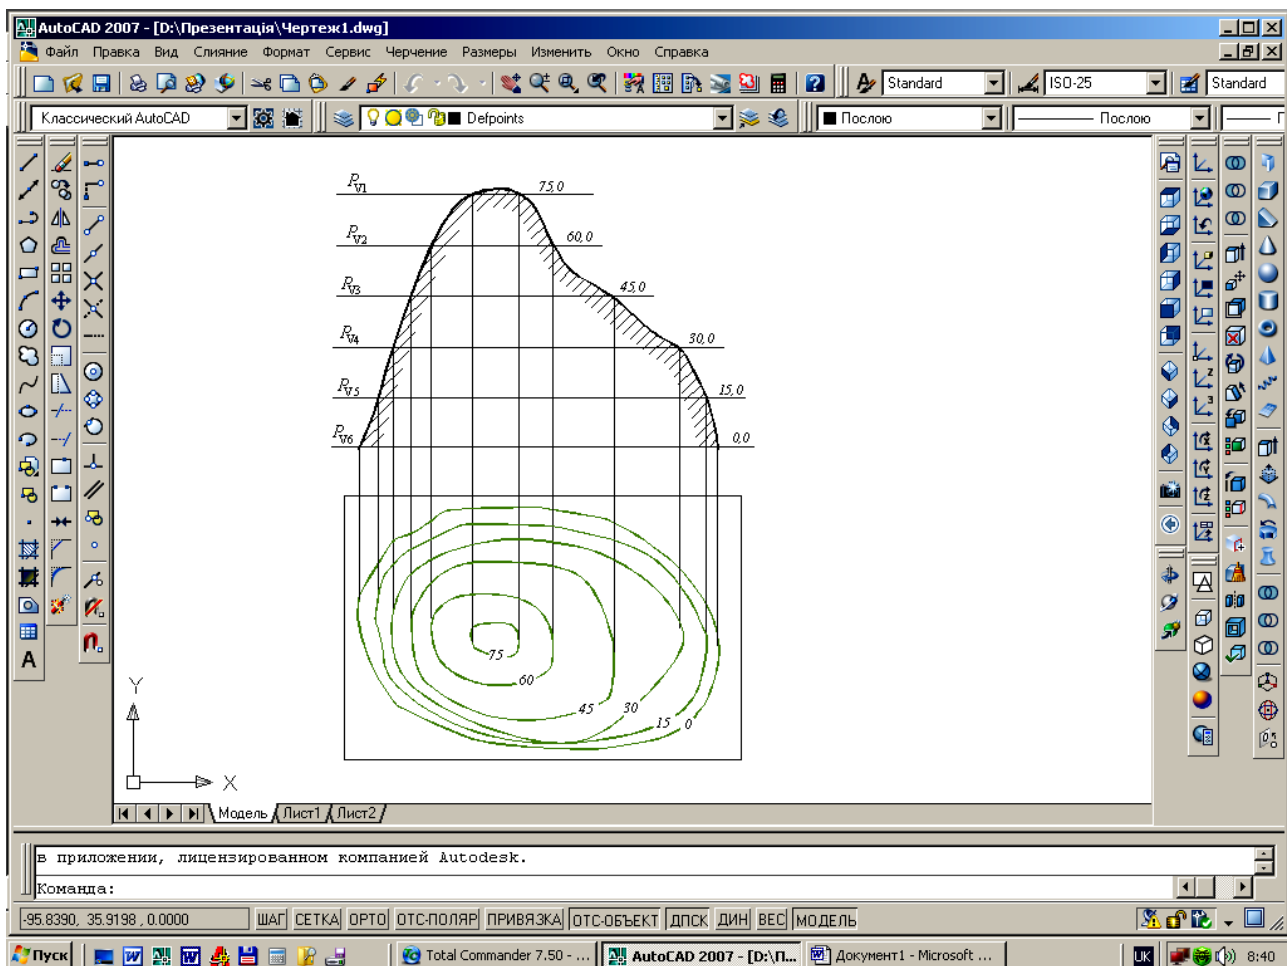 AutoCAD 2007 - [D:\Презентація\Чертеж1.dwg]
Файл Правка Вид Слияние Формат Сервис Черчение Размеры Изменить Окно Справка
Standard ISO-25 Standard
Классический AutoCAD Defpoints Послою Послою
PV1 75,0
PV2 60,0
PV3 45,0
PV4 30,0
PV5 15,0
PV6 0,0
75
60
45 30
15 0
Y
X
Модель Лист1 Лист2
в приложении, лицензированном компанией Autodesk.
Команда:
-95.8390, 35.9198, 0.0000 ШАГ СЕТКА ОРТО ОТС-ПОЛЯР ПРИВЯЗКА ОТС-ОБЪЕКТ ДПСК ДИН ВЕС МОДЕЛЬ
Пуск Total Commander 7.50 - ... AutoCAD 2007 - [D:\П... Документ1 - Microsoft ... UK 8:40